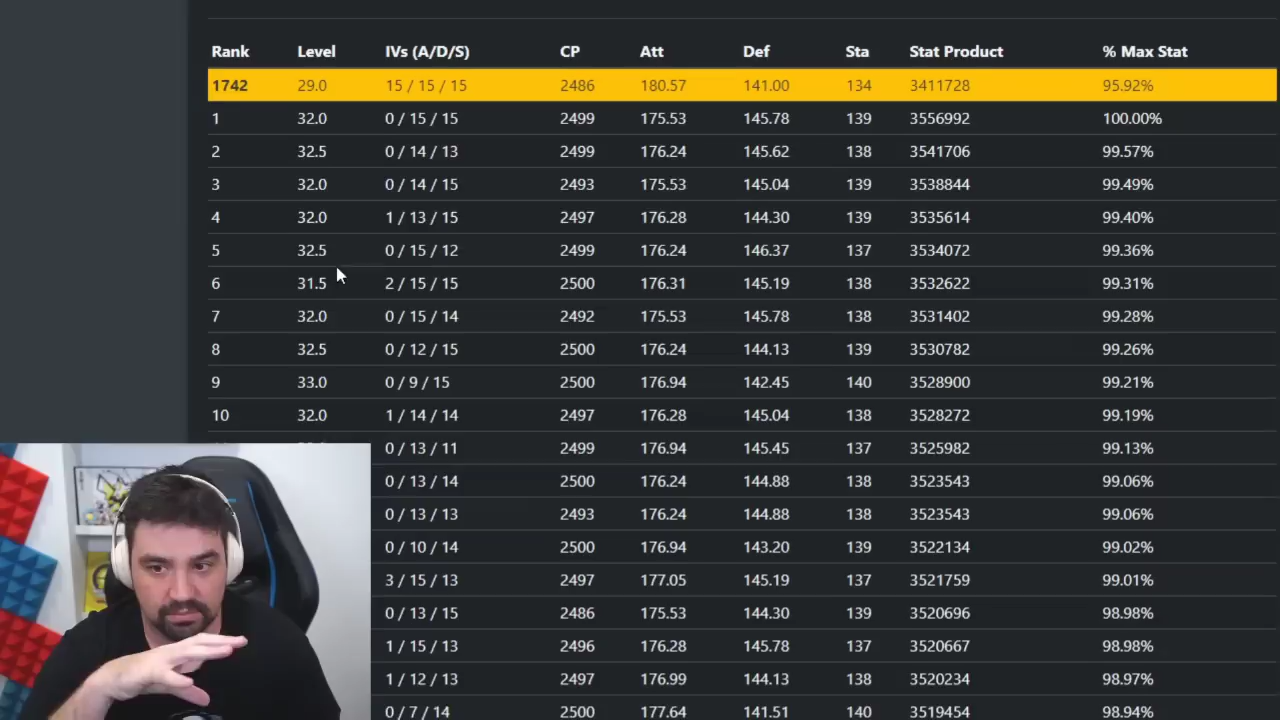 Rank Level IVs (A/D/S) CP Att Def Sta Stat Product % Max Stat
1742 29.0 15 / 15 / 15 2486 180.57 141.00 134 3411728 95.92%
1 32.0 0 / 15 / 15 2499 175.53 145.78 139 3556992 100.00%
2 32.5 0 / 14 / 13 2499 176.24 145.62 138 3541706 99.57%
3 32.0 0 / 14 / 15 2493 175.53 145.04 139 3538844 99.49%
4 32.0 1 / 13 / 15 2497 176.28 144.30 139 3535614 99.40%
5 32.5 0 / 15 / 12 2499 176.24 146.37 137 3534072 99.36%
6 31.5 2 / 15 / 15 2500 176.31 145.19 138 3532622 99.31%
7 32.0 0 / 15 / 14 2492 175.53 145.78 138 3531402 99.28%
8 32.5 0 / 12 / 15 2500 176.24 144.13 139 3530782 99.26%
9 33.0 0 / 9 / 15 2500 176.94 142.45 140 3528900 99.21%
10 32.0 1 / 14 / 14 2497 176.28 145.04 138 3528272 99.19%
0 / 13 / 11 2499 176.94 145.45 137 3525982 99.13%
0 / 13 / 14 2500 176.24 144.88 138 3523543 99.06%
0 / 13 / 13 2493 176.24 144.88 138 3523543 99.06%
0 / 10 / 14 2500 176.94 143.20 139 3522134 99.02%
3 / 15 / 13 2497 177.05 145.19 137 3521759 99.01%
0 / 13 / 15 2486 175.53 144.30 139 3520696 98.98%
1 / 15 / 13 2496 176.28 145.78 137 3520667 98.98%
1 / 12 / 13 2497 176.99 144.13 138 3520234 98.97%
0 / 7 / 14 2500 177.64 141.51 140 3519454 98.94%